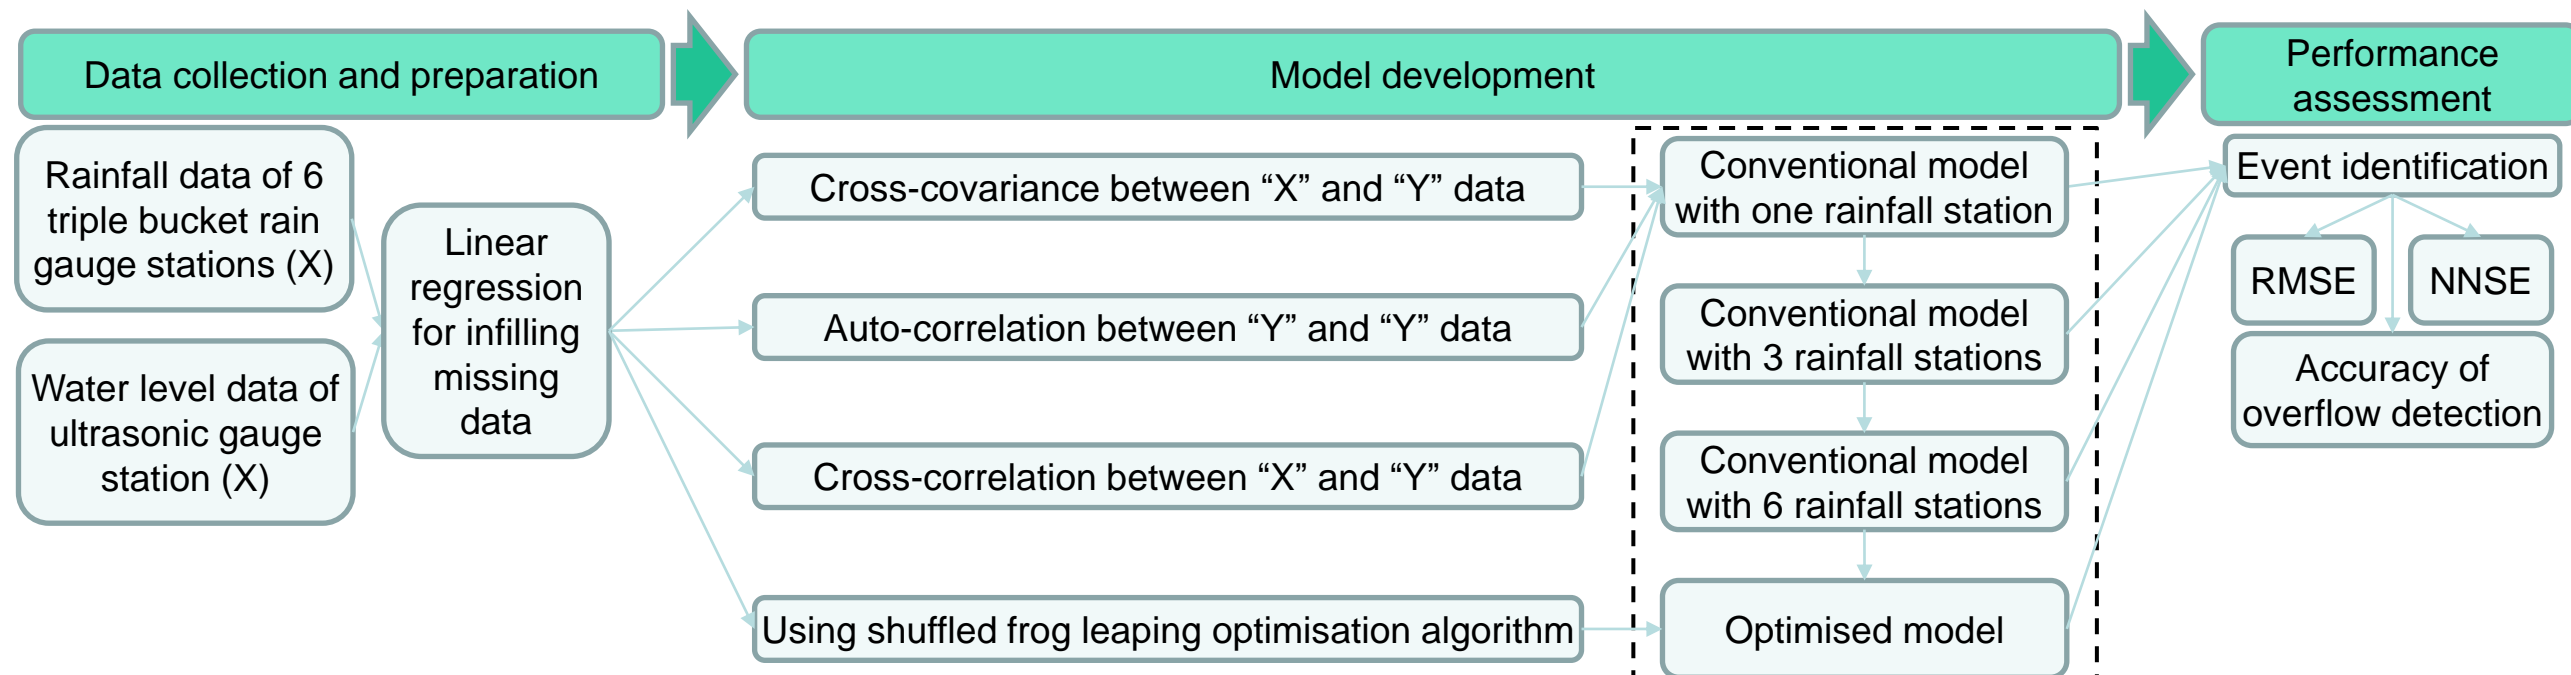 Data collection and preparation
Model development
Performance
assessment
Rainfall data of 6
triple bucket rain
gauge stations (X)
Water level data of
ultrasonic gauge
station (X)
Linear
regression
for infilling
missing
data
Cross-covariance between “X” and “Y” data
Auto-correlation between “Y” and “Y” data
Cross-correlation between “X” and “Y” data
Using shuffled frog leaping optimisation algorithm
Conventional model
with one rainfall station
Conventional model
with 3 rainfall stations
Conventional model
with 6 rainfall stations
Optimised model
Event identification
RMSE
NNSE
Accuracy of
overflow detection